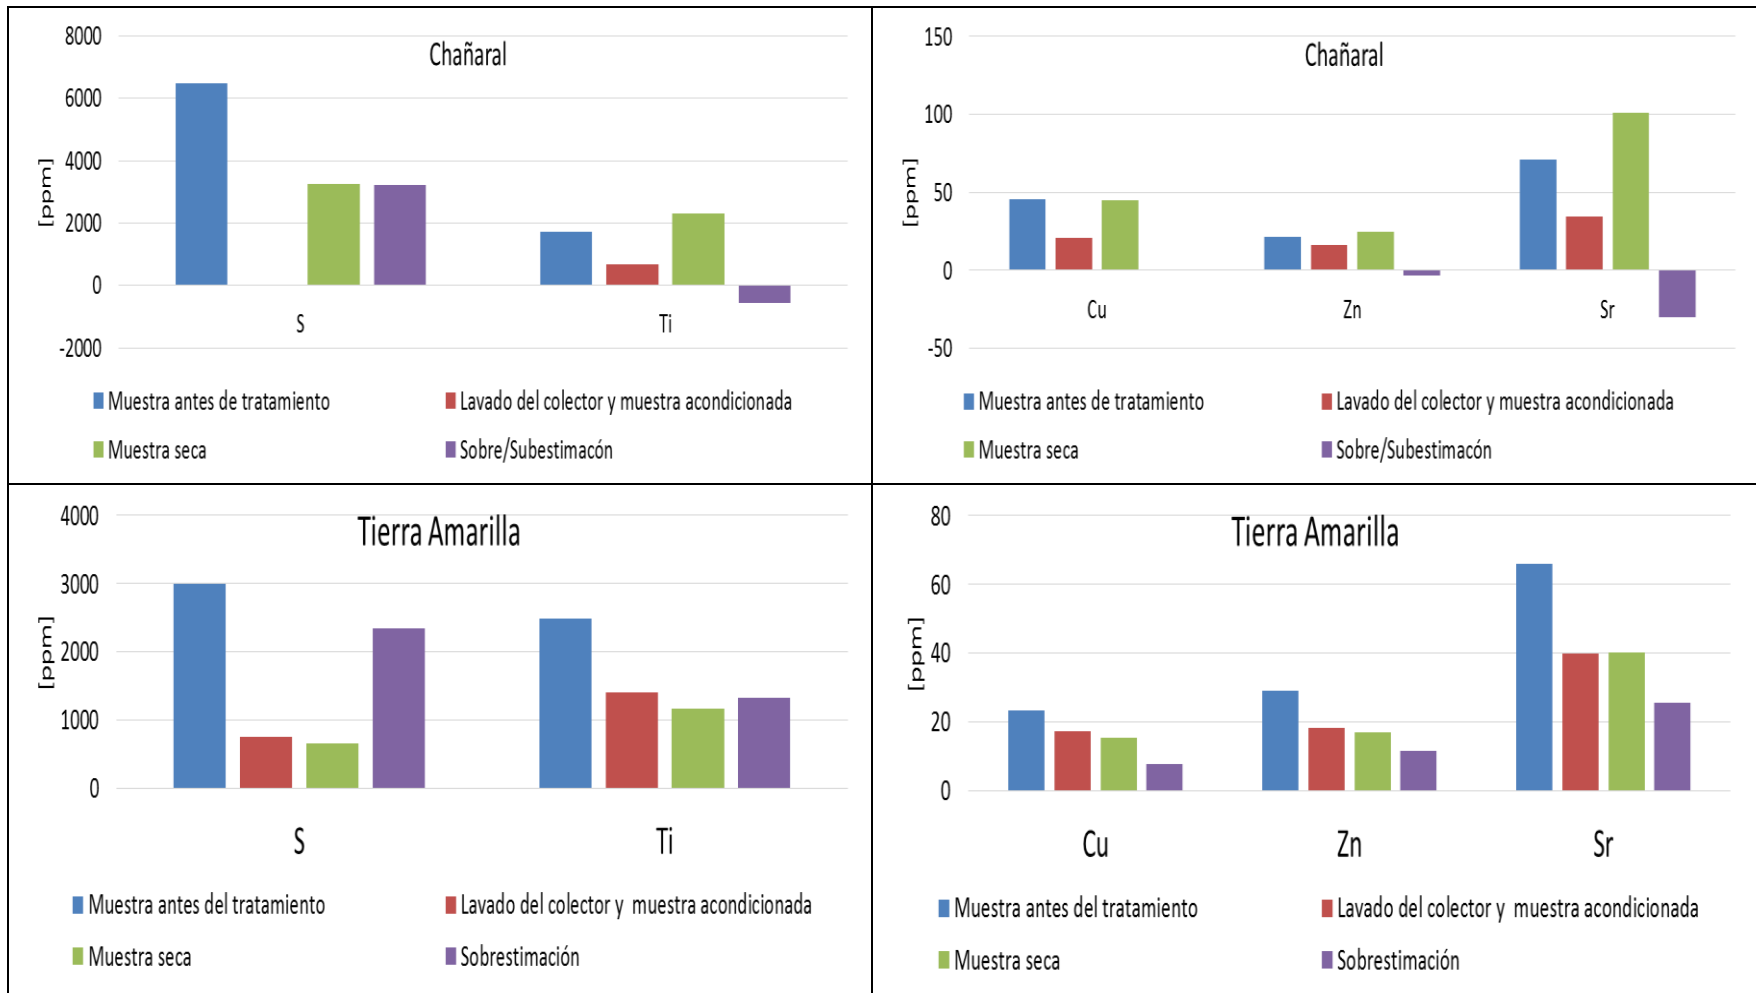 Chañaral
8000
6000
4000
2000
0
-2000
[ppm]
S Ti
Muestra antes de tratamiento Lavado del colector y muestra acondicionada
Muestra seca Sobre/Subestimacón
Chañaral
150
100
50
0
-50
[ppm]
Cu Zn Sr
Muestra antes de tratamiento Lavado del colector y muestra acondicionada
Muestra seca Sobre/Subestimacón
Tierra Amarilla
4000
3000
2000
1000
0
[ppm]
S Ti
Muestra antes del tratamiento Lavado del colector y muestra acondicionada
Muestra seca Sobrestimación
Tierra Amarilla
80
60
40
20
0
[ppm]
Cu Zn Sr
Muestra antes del tratamiento Lavado del colector y muestra acondicionada
Muestra seca Sobrestimación